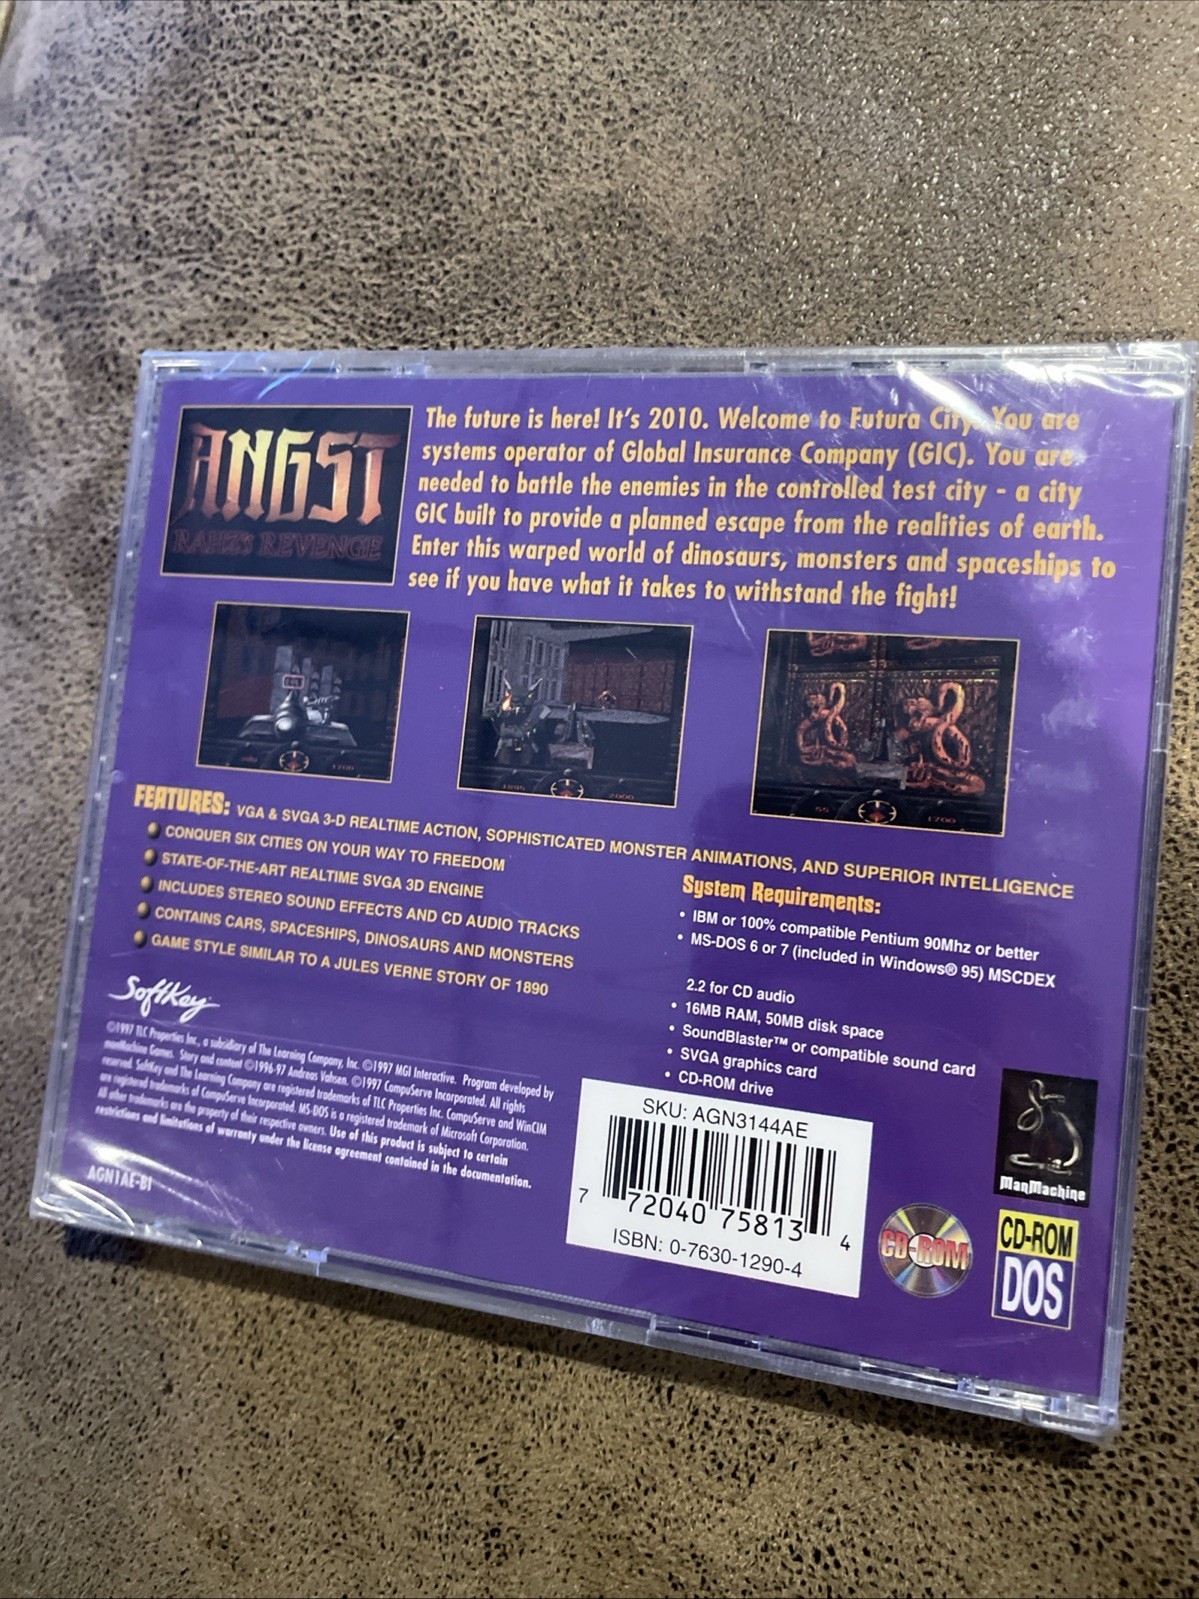 ANGST
RAHZ'S REVENGE
The future is here! It's 2010. Welcome to Futura City. You are
systems operator of Global Insurance Company (GIC). You are
needed to battle the enemies in the controlled test city - a city
GIC built to provide a planned escape from the realities of earth.
Enter this warped world of dinosaurs, monsters and spaceships to
see if you have what it takes to withstand the fight!
1200
1895 2000
55 1700
FEATURES: VGA & SVGA 3-D REALTIME ACTION, SOPHISTICATED MONSTER ANIMATIONS, AND SUPERIOR INTELLIGENCE
CONQUER SIX CITIES ON YOUR WAY TO FREEDOM
STATE-OF-THE-ART REALTIME SVGA 3D ENGINE
INCLUDES STEREO SOUND EFFECTS AND CD AUDIO TRACKS
CONTAINS CARS, SPACESHIPS, DINOSAURS AND MONSTERS
GAME STYLE SIMILAR TO A JULES VERNE STORY OF 1890
System Requirements:
• IBM or 100% compatible Pentium 90Mhz or better
• MS-DOS 6 or 7 (included in Windows® 95) MSCDEX
2.2 for CD audio
• 16MB RAM, 50MB disk space
• SoundBlaster™ or compatible sound card
• SVGA graphics card
• CD-ROM drive
SoftKey
©1997 TLC Properties Inc., a subsidiary of The Learning Company, Inc. ©1997 MGI Interactive. Program developed by
manMachine Games. Story and content ©1996-97 Andreas Vahsen. ©1997 CompuServe Incorporated. All rights
reserved. SoftKey and The Learning Company are registered trademarks of TLC Properties Inc. CompuServe and WinCIM
are registered trademarks of CompuServe Incorporated. MS-DOS is a registered trademark of Microsoft Corporation.
All other trademarks are the property of their respective owners. Use of this product is subject to certain
restrictions and limitations of warranty under the license agreement contained in the documentation.
AGN1AE-B1
SKU: AGN3144AE
7 72040 75813 4
ISBN: 0-7630-1290-4
CD-ROM
ManMachine
CD-ROM
DOS